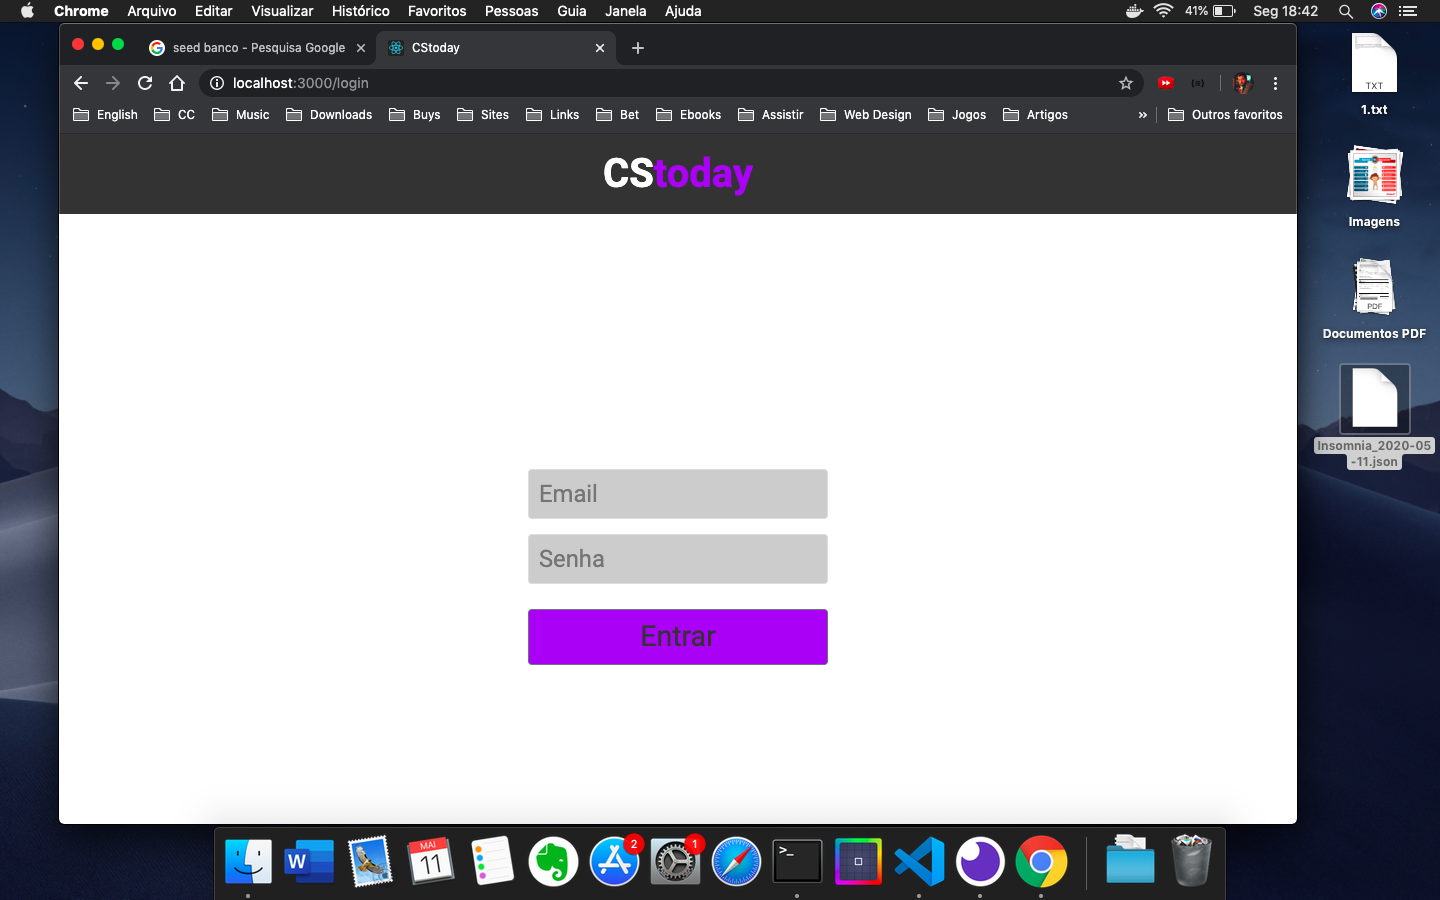 Chrome Arquivo Editar Visualizar Histórico Favoritos Pessoas Guia Janela Ajuda 41% Seg 18:42
seed banco - Pesquisa Google CStoday
localhost:3000/login
English CC Music Downloads Buys Sites Links Bet Ebooks Assistir Web Design Jogos Artigos » Outros favoritos
CStoday
Email
Senha
Entrar
TXT
1.txt
Imagens
PDF
Documentos PDF
Insomnia_2020-05
-11.json
W
MAI
11
2
1
>_